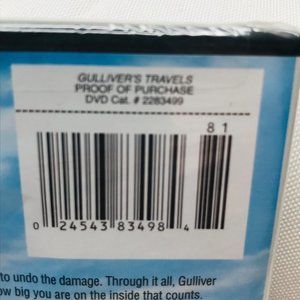 GULLIVER'S TRAVELS
PROOF OF PURCHASE
DVD Cat. # 2283499
81
0 24543 83498 4
to undo the damage. Through it all, Gulliver
ow big you are on the inside that counts.